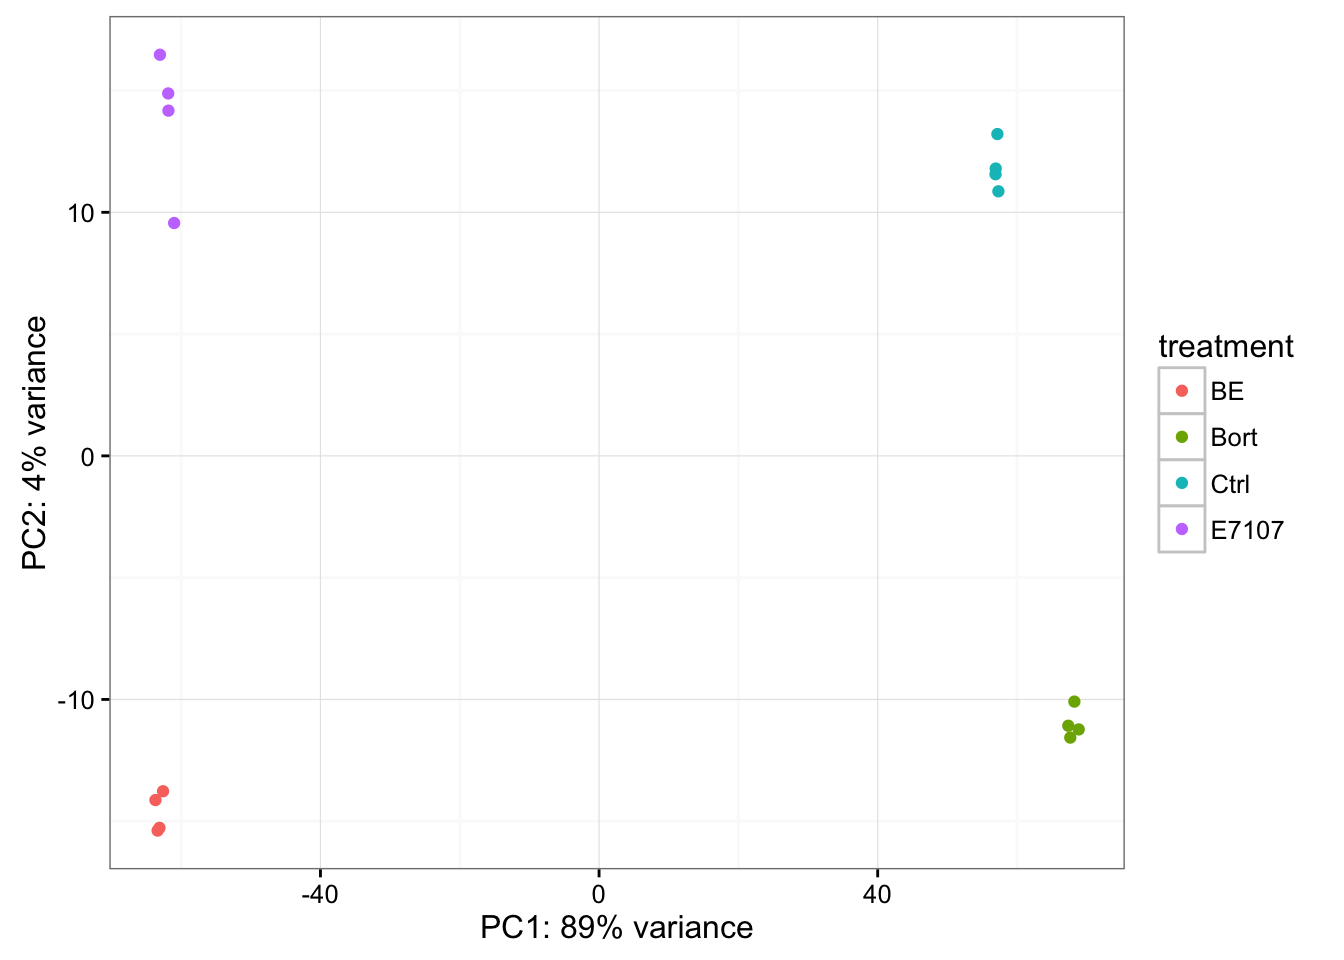 10
0
-10
PC2: 4% variance
-40
0
40
PC1: 89% variance
treatment
BE
Bort
Ctrl
E7107